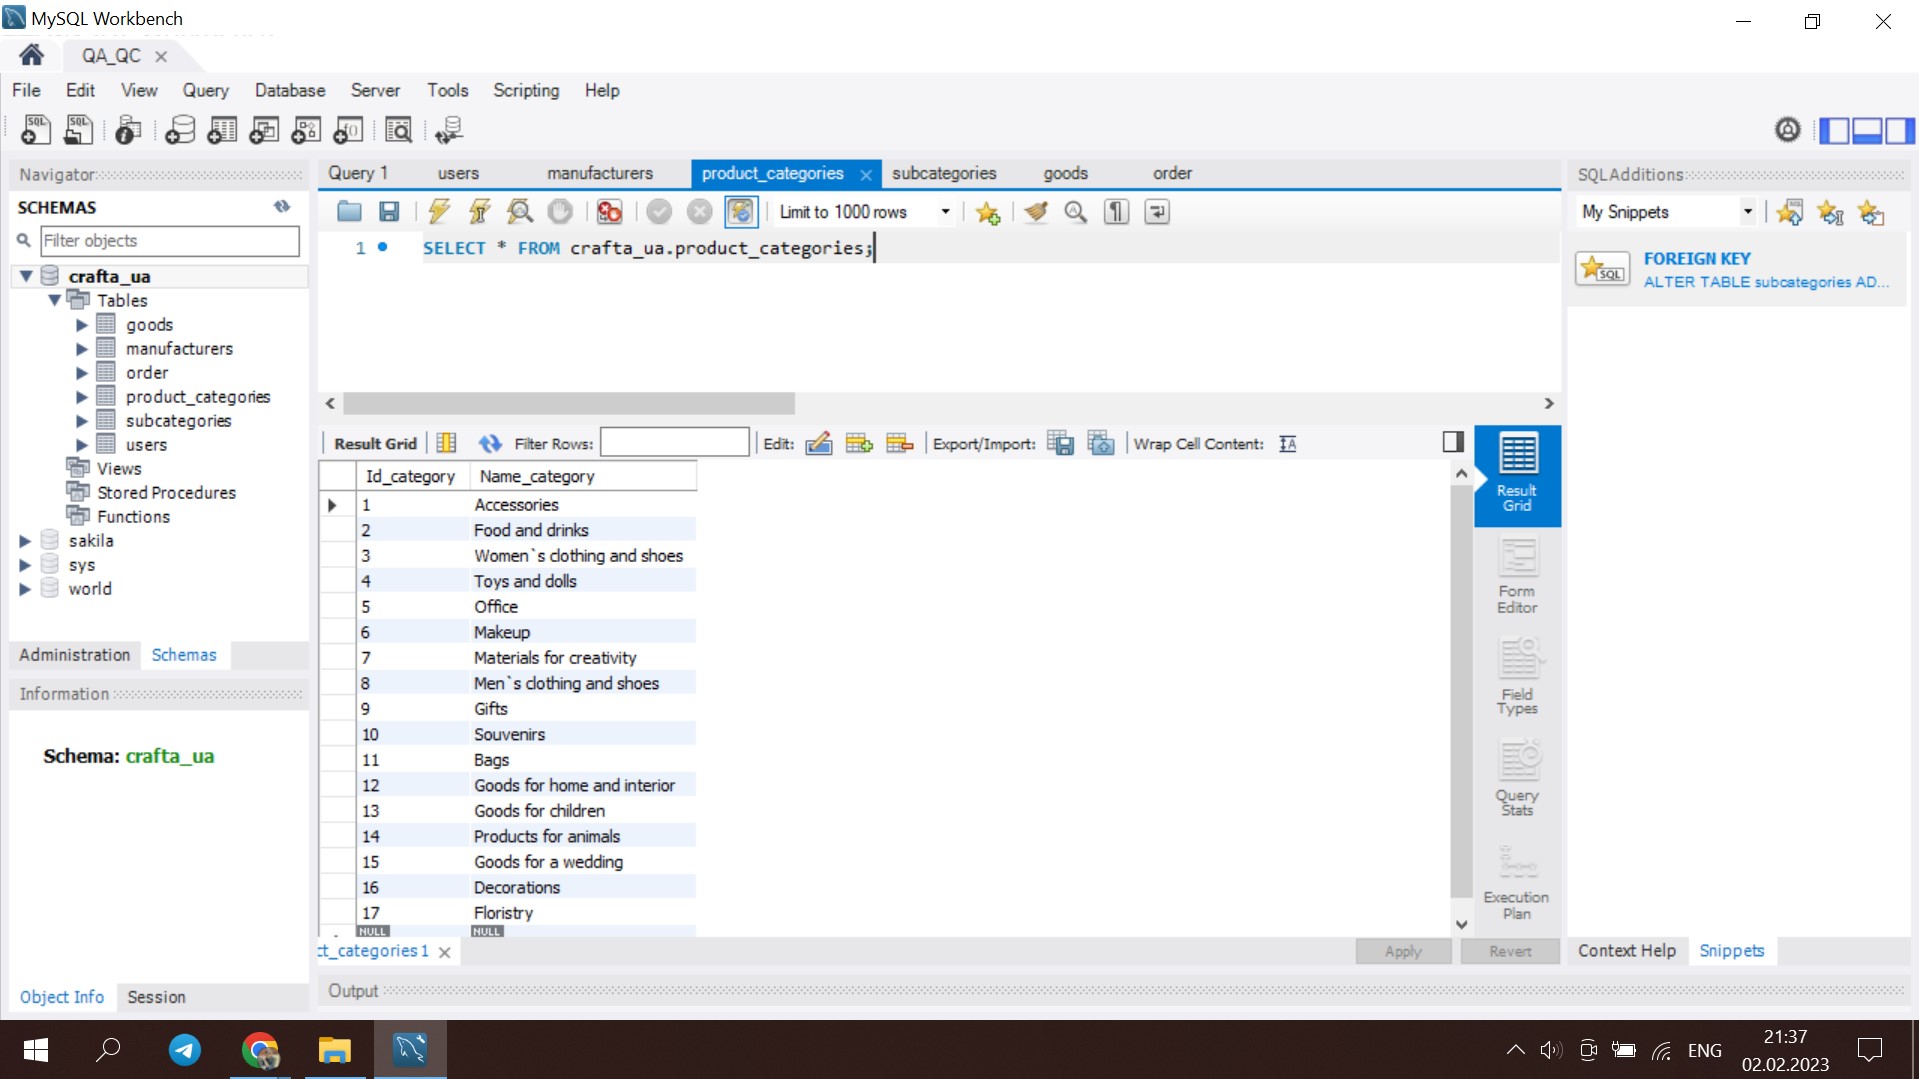 MySQL Workbench
QA_QC
File Edit View Query Database Server Tools Scripting Help
Navigator
SCHEMAS
Filter objects
crafta_ua
Tables
goods
manufacturers
order
product_categories
subcategories
users
Views
Stored Procedures
Functions
sakila
sys
world
Administration Schemas
Information
Schema: crafta_ua
Object Info Session
Query 1 users manufacturers product_categories subcategories goods order
Limit to 1000 rows
1 SELECT * FROM crafta_ua.product_categories;
Result Grid Filter Rows: Edit: Export/Import: Wrap Cell Content:
Id_category Name_category
1 Accessories
2 Food and drinks
3 Women`s clothing and shoes
4 Toys and dolls
5 Office
6 Makeup
7 Materials for creativity
8 Men`s clothing and shoes
9 Gifts
10 Souvenirs
11 Bags
12 Goods for home and interior
13 Goods for children
14 Products for animals
15 Goods for a wedding
16 Decorations
17 Floristry
NULL NULL
ct_categories 1
Apply Revert
Output
Result
Grid
Form
Editor
Field
Types
Query
Stats
Execution
Plan
SQLAdditions
My Snippets
SQL
FOREIGN KEY
ALTER TABLE subcategories AD...
Context Help Snippets
ENG
21:37
02.02.2023